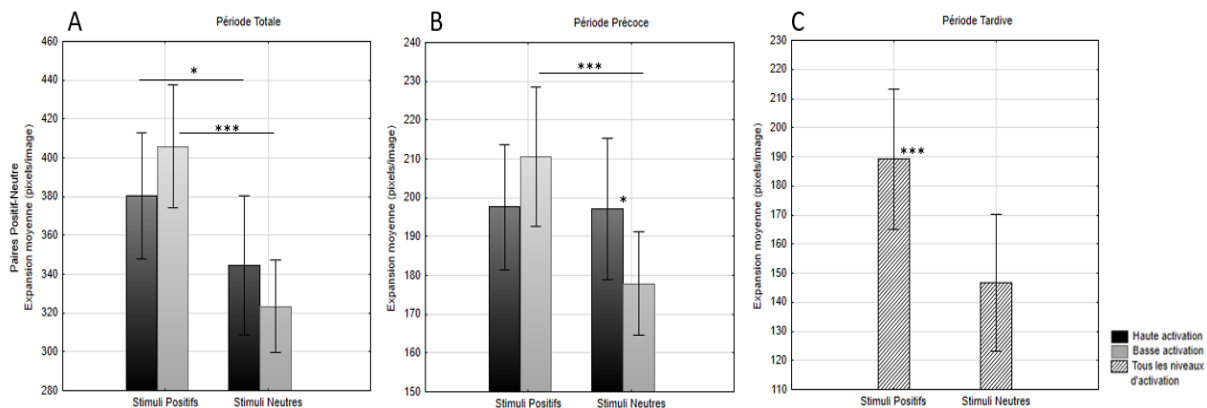 A
Période Totale
Paires Positif-Neutre
Expansion moyenne (pixels/image)
460
440
420
400
380
360
340
320
300
280
*
***
Stimuli Positifs
Stimuli Neutres
B
Période Précoce
Expansion moyenne (pixels/image)
240
230
220
210
200
190
180
170
160
150
***
*
Stimuli Positifs
Stimuli Neutres
C
Période Tardive
Expansion moyenne (pixels/image)
230
220
210
200
190
180
170
160
150
140
130
120
110
***
Stimuli Positifs
Stimuli Neutres
Haute activation
Basse activation
Tous les niveaux
d'activation